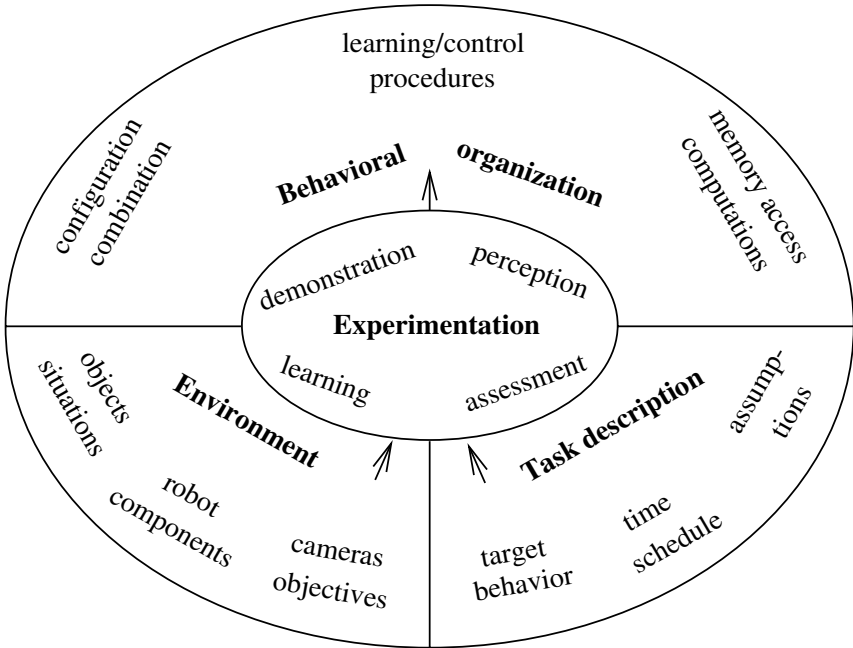 learning/control
procedures
configuration
combination
Behavioral organization
memory access
computations
demonstration
perception
Experimentation
learning
assessment
objects
situations
Environment
robot
components
cameras
objectives
Task description
assump-
tions
time
schedule
target
behavior